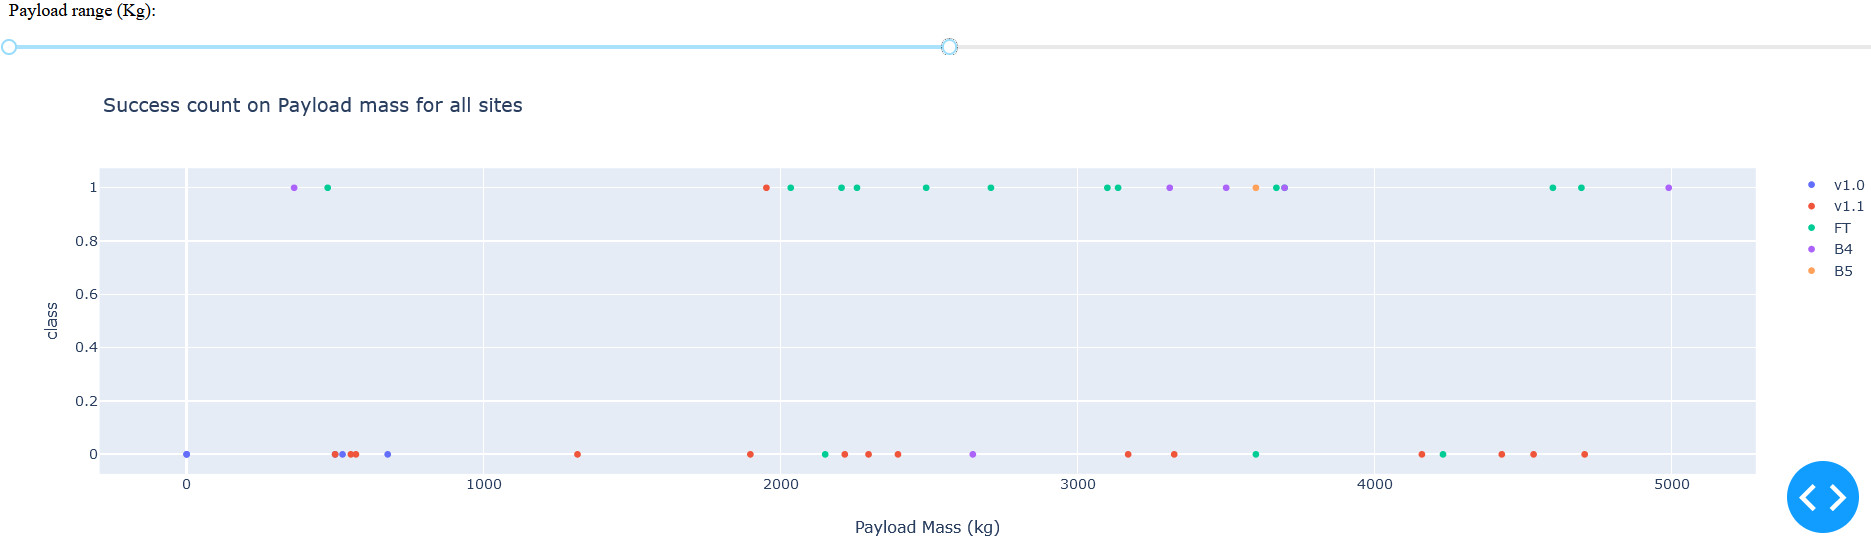 Payload range (Kg):
Success count on Payload mass for all sites
1
0.8
0.6
0.4
0.2
0
class
0 1000 2000 3000 4000 5000
Payload Mass (kg)
v1.0
v1.1
FT
B4
B5